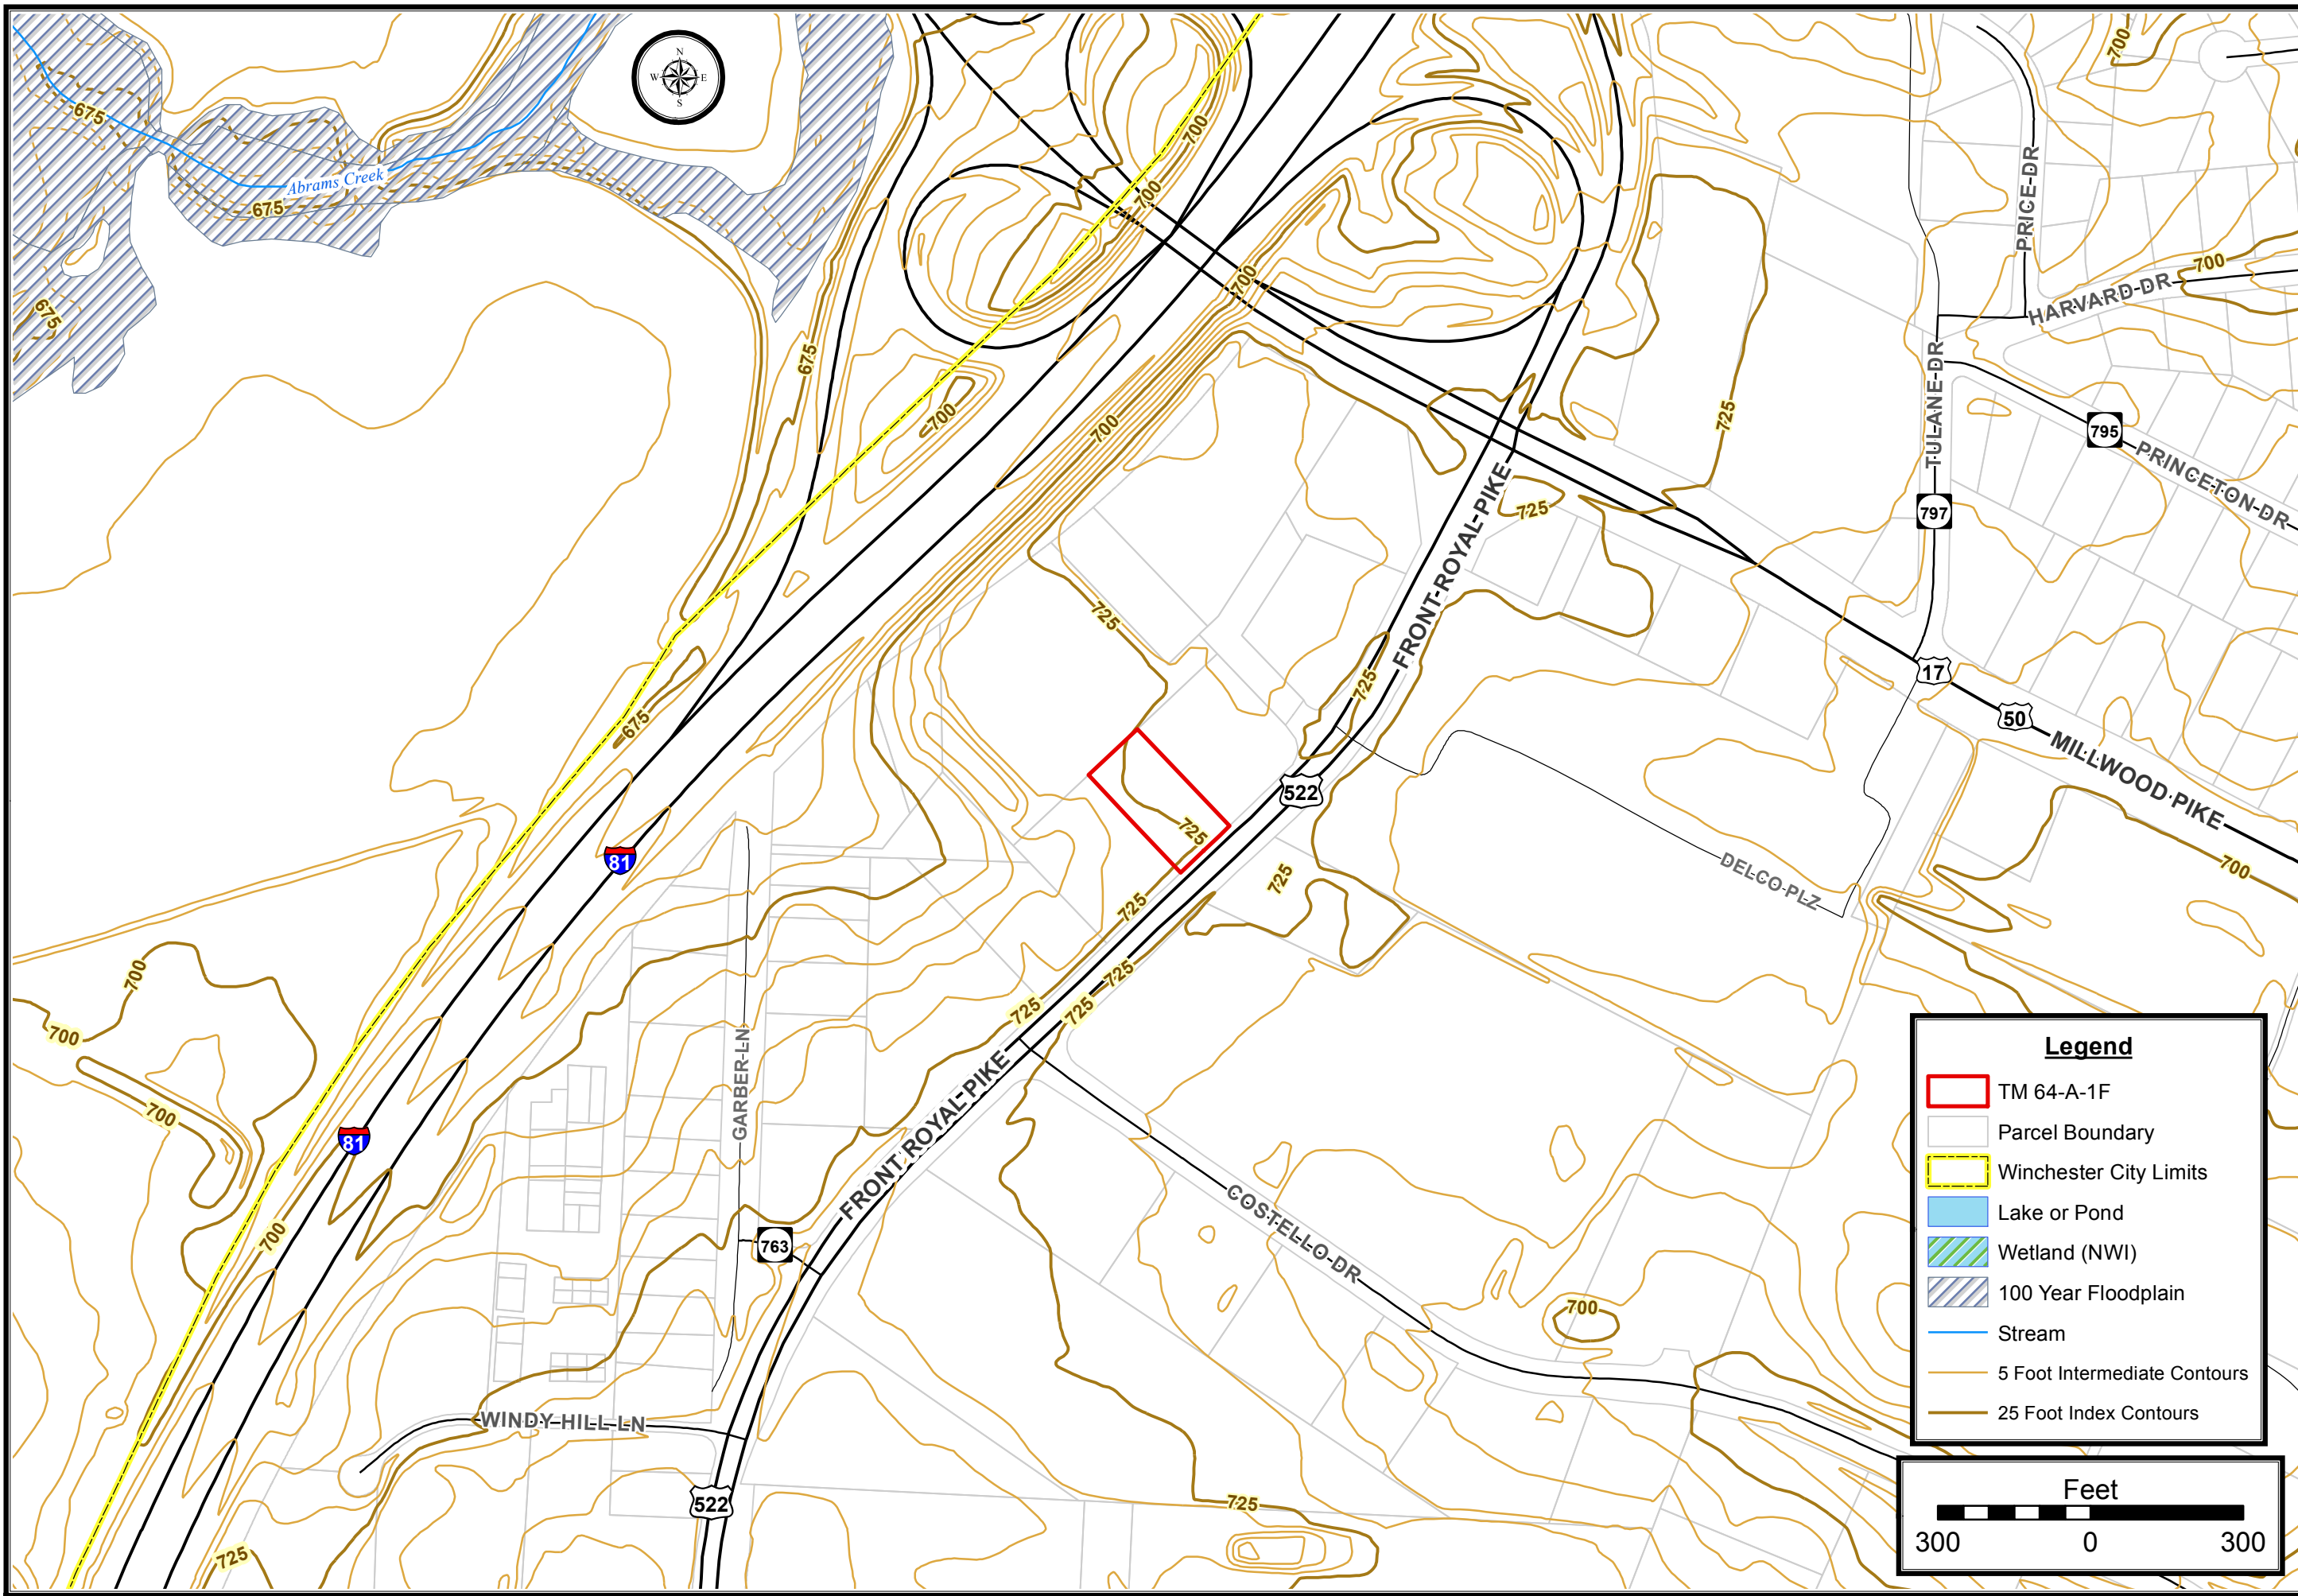 N
W E
S
700
675
Abrams Creek
675
700
700
PRICE-DR
700
HARVARD-DR
675
700
675
700
700
725
TULANE-DR
795
PRINCETON-DR
797
725
FRONT-ROYAL-PIKE
725
17
50
MILLWOOD-PIKE
725
675
522
725
81
725
725
DELCO-PLZ
700
700
725
725
725
725
700
700
81
GARBER-LN
FRONT-ROYAL-PIKE
763
700
COSTELLO-DR
700
WINDY-HILL-LN
522
725
725
Legend
TM 64-A-1F
Parcel Boundary
Winchester City Limits
Lake or Pond
Wetland (NWI)
100 Year Floodplain
Stream
5 Foot Intermediate Contours
25 Foot Index Contours
Feet
300 0 300